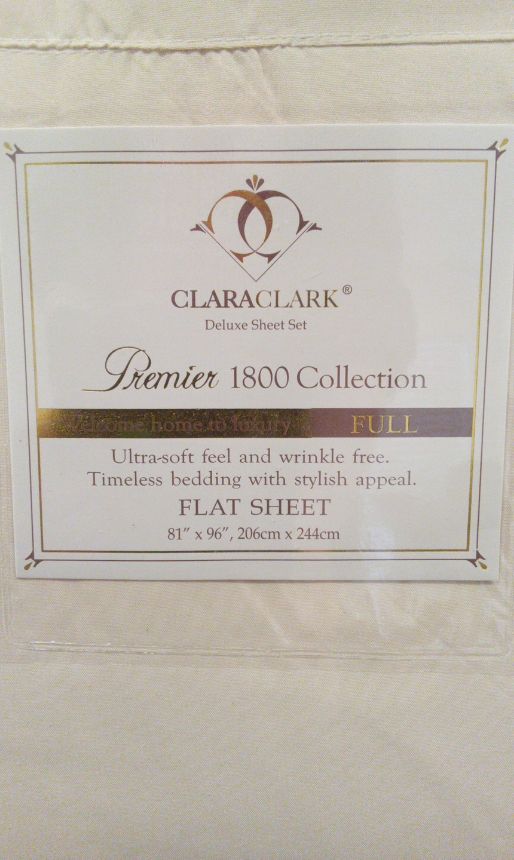 CLARACLARK®
Deluxe Sheet Set
Premier 1800 Collection
Welcome home to luxury FULL
Ultra-soft feel and wrinkle free.
Timeless bedding with stylish appeal.
FLAT SHEET
81” x 96”, 206cm x 244cm